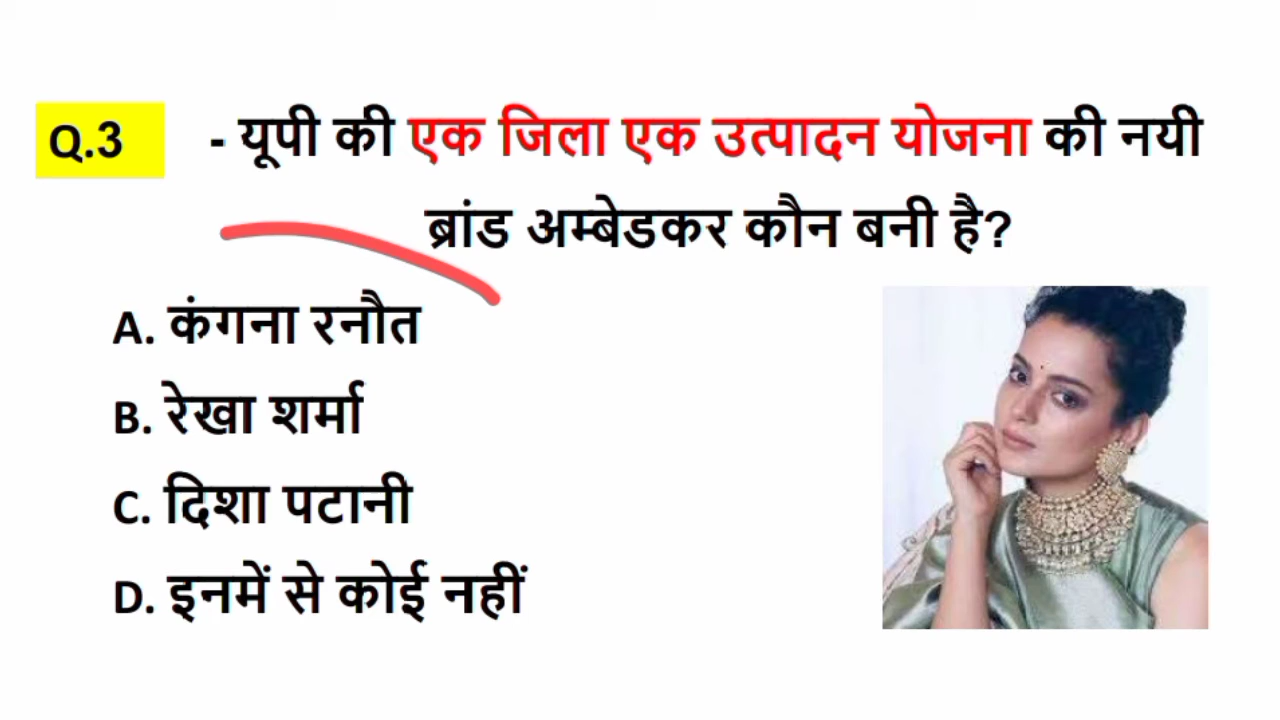 Q.3 - यूपी की एक जिला एक उत्पादन योजना की नयी
ब्रांड अम्बेडकर कौन बनी है?
A. कंगना रनौत
B. रेखा शर्मा
C. दिशा पटानी
D. इनमें से कोई नहीं